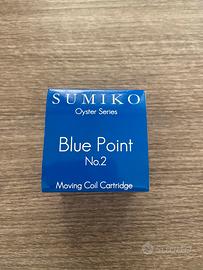 SUMIKO
Oyster Series
Blue Point
No.2
Moving Coil Cartridge